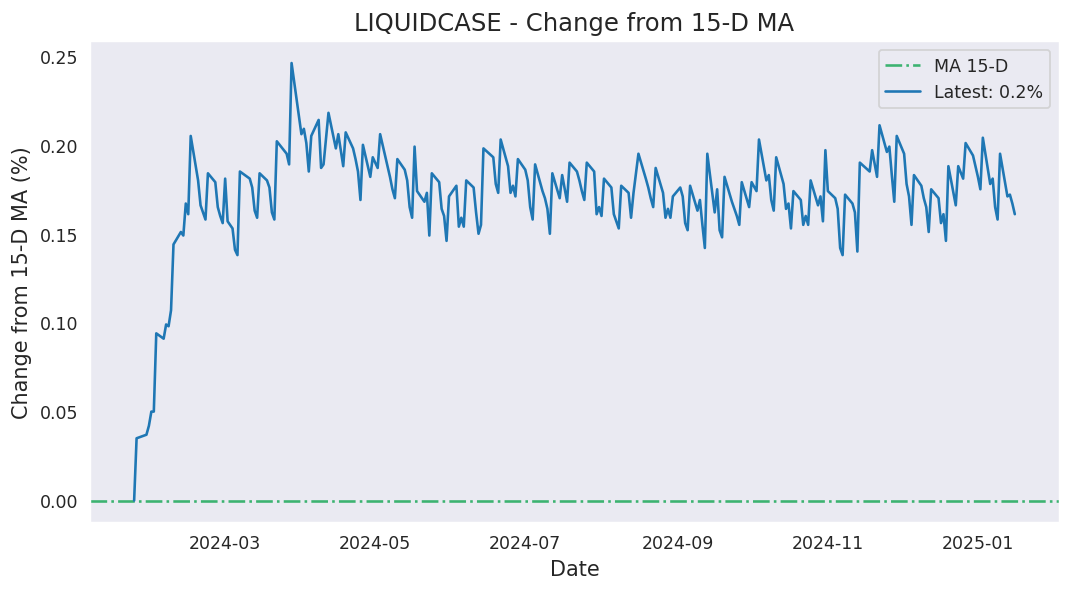 LIQUIDCASE - Change from 15-D MA
MA 15-D
Latest: 0.2%
Change from 15-D MA (%)
0.25
0.20
0.15
0.10
0.05
0.00
2024-03 2024-05 2024-07 2024-09 2024-11 2025-01
Date